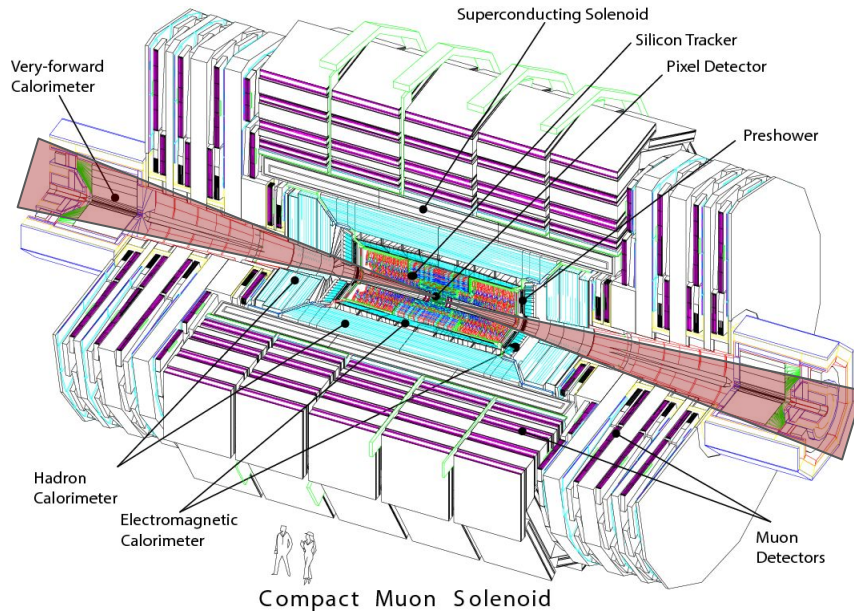 Superconducting Solenoid
Silicon Tracker
Pixel Detector
Very-forward
Calorimeter
Preshower
Hadron
Calorimeter
Electromagnetic
Calorimeter
Muon
Detectors
Compact Muon Solenoid